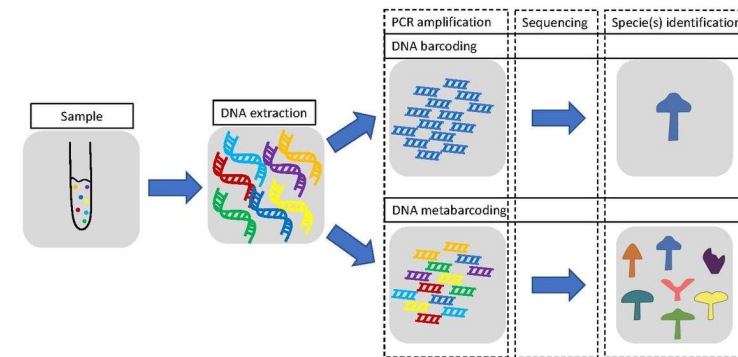 PCR amplification
Sequencing
Specie(s) identification
DNA barcoding
Sample
DNA extraction
DNA metabarcoding